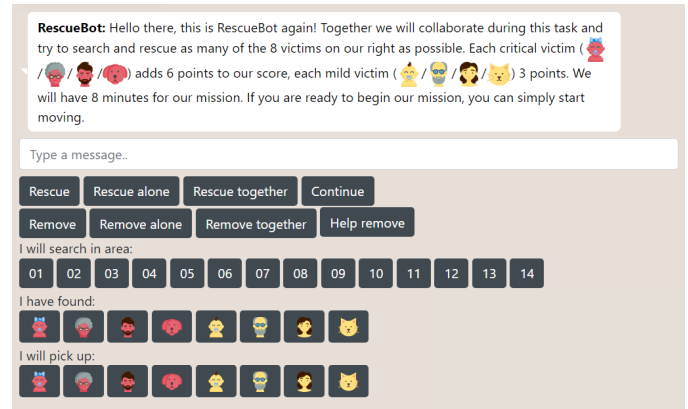 RescueBot: Hello there, this is RescueBot again! Together we will collaborate during this task and
try to search and rescue as many of the 8 victims on our right as possible. Each critical victim (
/ / / ) adds 6 points to our score, each mild victim ( / / / ) 3 points. We
will have 8 minutes for our mission. If you are ready to begin our mission, you can simply start
moving.
Type a message..
Rescue Rescue alone Rescue together Continue
Remove Remove alone Remove together Help remove
I will search in area:
01 02 03 04 05 06 07 08 09 10 11 12 13 14
I have found:
I will pick up: